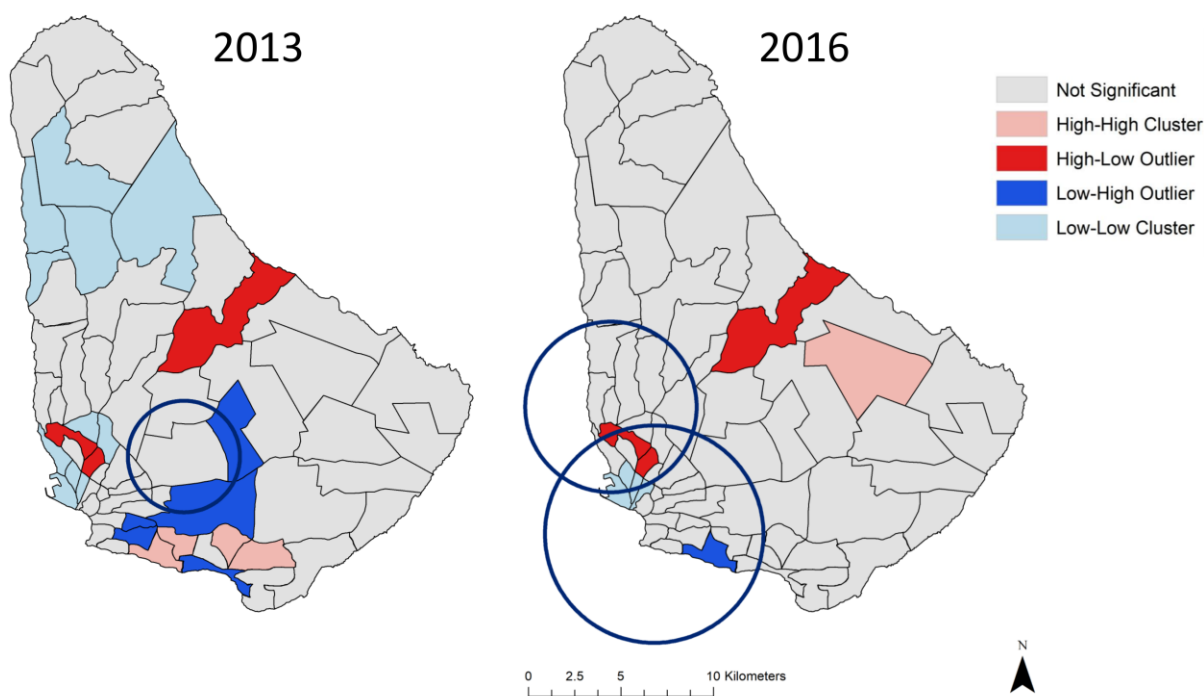 2013
2016
Not Significant
High-High Cluster
High-Low Outlier
Low-High Outlier
Low-Low Cluster
0 2.5 5 10 Kilometers
N